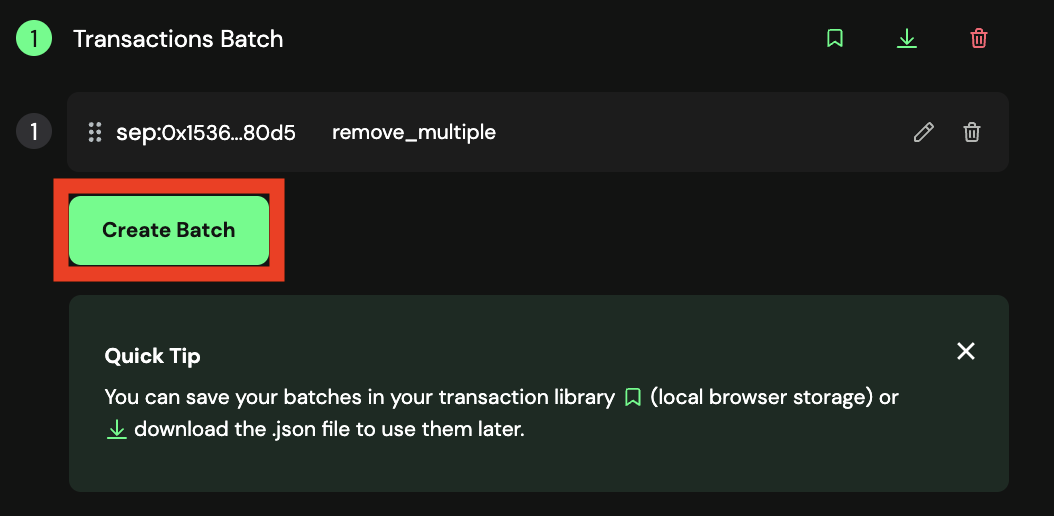 1 Transactions Batch
1 sep:0x1536...80d5 remove_multiple
Create Batch
Quick Tip
You can save your batches in your transaction library (local browser storage) or
download the .json file to use them later.